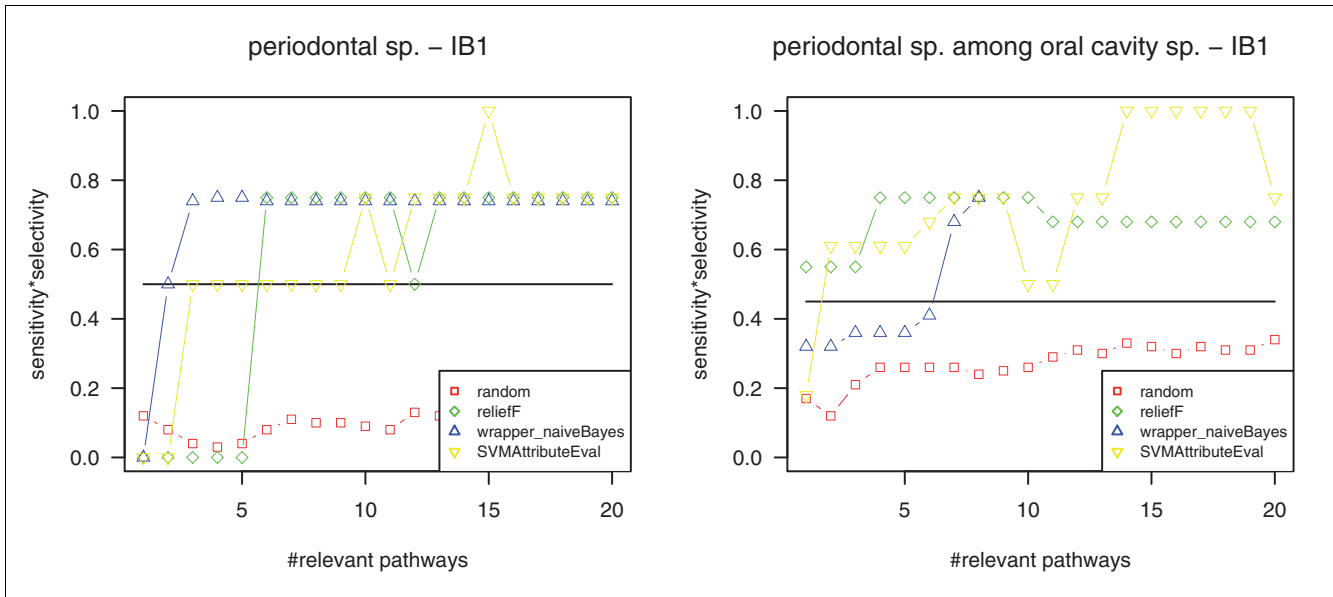 periodontal sp. – IB1
sensitivity*selectivity
1.0
0.8
0.6
0.4
0.2
0.0
random
reliefF
wrapper_naiveBayes
SVMAttributeEval
5 10 15 20
#relevant pathways
periodontal sp. among oral cavity sp. – IB1
sensitivity*selectivity
1.0
0.8
0.6
0.4
0.2
0.0
random
reliefF
wrapper_naiveBayes
SVMAttributeEval
5 10 15 20
#relevant pathways